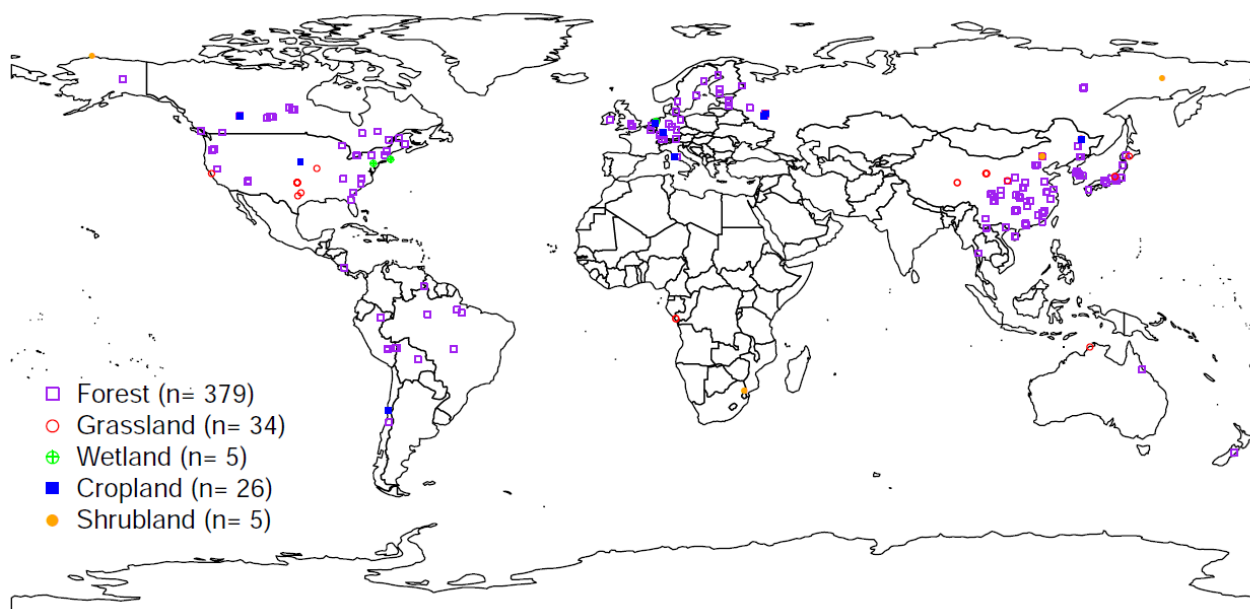 Forest (n= 379)
Grassland (n= 34)
Wetland (n= 5)
Cropland (n= 26)
Shrubland (n= 5)